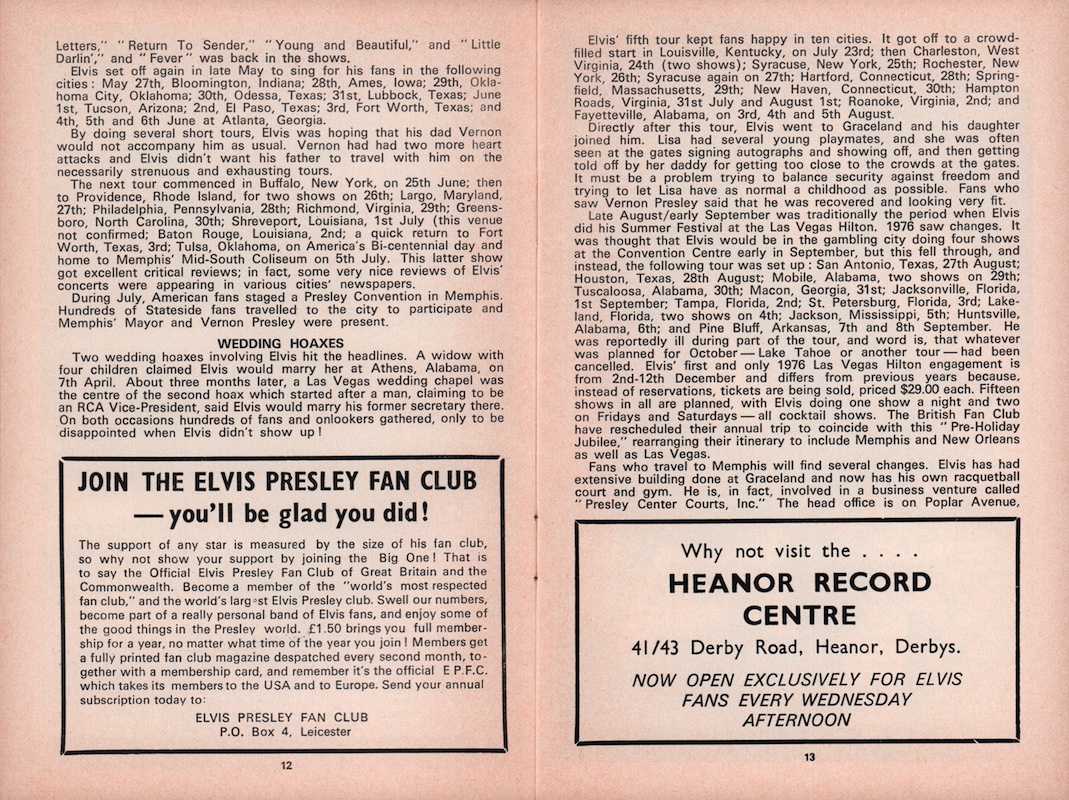 Letters," "Return To Sender," "Young and Beautiful," and "Little
Darlin'," and "Fever" was back in the shows.
Elvis set off again in late May to sing for his fans in the following
cities : May 27th, Bloomington, Indiana; 28th, Ames, Iowa; 29th, Okla-
homa City, Oklahoma; 30th, Odessa, Texas; 31st, Lubbock, Texas; June
1st, Tucson, Arizona; 2nd, El Paso, Texas; 3rd, Fort Worth, Texas; and
4th, 5th and 6th June at Atlanta, Georgia.
By doing several short tours, Elvis was hoping that his dad Vernon
would not accompany him as usual. Vernon had had two more heart
attacks and Elvis didn't want his father to travel with him on the
necessarily strenuous and exhausting tours.
The next tour commenced in Buffalo, New York, on 25th June; then
to Providence, Rhode Island, for two shows on 26th; Largo, Maryland,
27th; Philadelphia, Pennsylvania, 28th; Richmond, Virginia, 29th; Greens-
boro, North Carolina, 30th; Shreveport, Louisiana, 1st July (this venue
not confirmed; Baton Rouge, Louisiana, 2nd; a quick return to Fort
Worth, Texas, 3rd; Tulsa, Oklahoma, on America's Bi-centennial day and
home to Memphis' Mid-South Coliseum on 5th July. This latter show
got excellent critical reviews; in fact, some very nice reviews of Elvis'
concerts were appearing in various cities' newspapers.
During July, American fans staged a Presley Convention in Memphis.
Hundreds of Stateside fans travelled to the city to participate and
Memphis' Mayor and Vernon Presley were present.
WEDDING HOAXES
Two wedding hoaxes involving Elvis hit the headlines. A widow with
four children claimed Elvis would marry her at Athens, Alabama, on
7th April. About three months later, a Las Vegas wedding chapel was
the centre of the second hoax which started after a man, claiming to be
an RCA Vice-President, said Elvis would marry his former secretary there.
On both occasions hundreds of fans and onlookers gathered, only to be
disappointed when Elvis didn't show up !
JOIN THE ELVIS PRESLEY FAN CLUB
— you'll be glad you did !
The support of any star is measured by the size of his fan club,
so why not show your support by joining the Big One ! That is
to say the Official Elvis Presley Fan Club of Great Britain and the
Commonwealth. Become a member of the "world's most respected
fan club," and the world's largest Elvis Presley club. Swell our numbers,
become part of a really personal band of Elvis fans, and enjoy some of
the good things in the Presley world. £1.50 brings you full member-
ship for a year, no matter what time of the year you join ! Members get
a fully printed fan club magazine despatched every second month, to-
gether with a membership card, and remember it's the official E P.F.C.
which takes its members to the USA and to Europe. Send your annual
subscription today to:
ELVIS PRESLEY FAN CLUB
P.O. Box 4, Leicester
12
Elvis' fifth tour kept fans happy in ten cities. It got off to a crowd-
filled start in Louisville, Kentucky, on July 23rd; then Charleston, West
Virginia, 24th (two shows); Syracuse, New York, 25th; Rochester, New
York, 26th; Syracuse again on 27th; Hartford, Connecticut, 28th; Spring-
field, Massachusetts, 29th; New Haven, Connecticut, 30th; Hampton
Roads, Virginia, 31st July and August 1st; Roanoke, Virginia, 2nd; and
Fayetteville, Alabama, on 3rd, 4th and 5th August.
Directly after this tour, Elvis went to Graceland and his daughter
joined him. Lisa had several young playmates, and she was often
seen at the gates signing autographs and showing off, and then getting
told off by her daddy for getting too close to the crowds at the gates.
It must be a problem trying to balance security against freedom and
trying to let Lisa have as normal a childhood as possible. Fans who
saw Vernon Presley said that he was recovered and looking very fit.
Late August/early September was traditionally the period when Elvis
did his Summer Festival at the Las Vegas Hilton. 1976 saw changes. It
was thought that Elvis would be in the gambling city doing four shows
at the Convention Centre early in September, but this fell through, and
instead, the following tour was set up : San Antonio, Texas, 27th August;
Houston, Texas, 28th August; Mobile, Alabama, two shows on 29th;
Tuscaloosa, Alabama, 30th; Macon, Georgia, 31st; Jacksonville, Florida,
1st September; Tampa, Florida, 2nd; St. Petersburg, Florida, 3rd; Lake-
land, Florida, two shows on 4th; Jackson, Mississippi, 5th; Huntsville,
Alabama, 6th; and Pine Bluff, Arkansas, 7th and 8th September. He
was reportedly ill during part of the tour, and word is, that whatever
was planned for October — Lake Tahoe or another tour — had been
cancelled. Elvis' first and only 1976 Las Vegas Hilton engagement is
from 2nd-12th December and differs from previous years because,
instead of reservations, tickets are being sold, priced $29.00 each. Fifteen
shows in all are planned, with Elvis doing one show a night and two
on Fridays and Saturdays — all cocktail shows. The British Fan Club
have rescheduled their annual trip to coincide with this "Pre-Holiday
Jubilee," rearranging their itinerary to include Memphis and New Orleans
as well as Las Vegas.
Fans who travel to Memphis will find several changes. Elvis has had
extensive building done at Graceland and now has his own racquetball
court and gym. He is, in fact, involved in a business venture called
"Presley Center Courts, Inc." The head office is on Poplar Avenue,
Why not visit the . . . .
HEANOR RECORD
CENTRE
41/43 Derby Road, Heanor, Derbys.
NOW OPEN EXCLUSIVELY FOR ELVIS
FANS EVERY WEDNESDAY
AFTERNOON
13